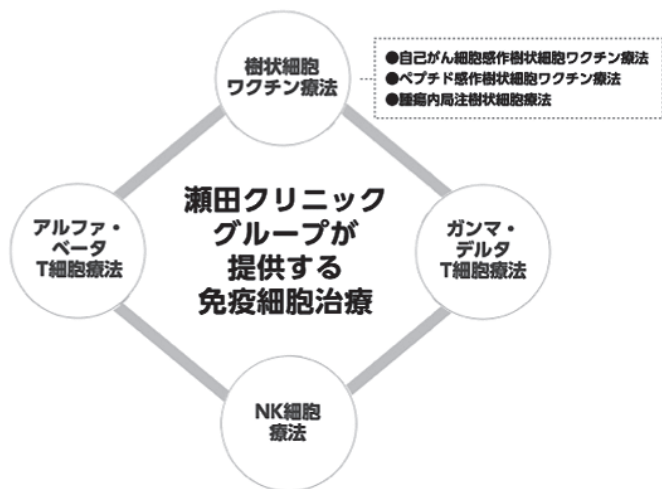 樹状細胞
ワクチン療法
●自己がん細胞感作樹状細胞ワクチン療法
●ペプチド感作樹状細胞ワクチン療法
●腫瘍内局注樹状細胞療法
アルファ・
ベータ
T細胞療法
瀬田クリニック
グループが
提供する
免疫細胞治療
ガンマ・
デルタ
T細胞療法
NK細胞
療法